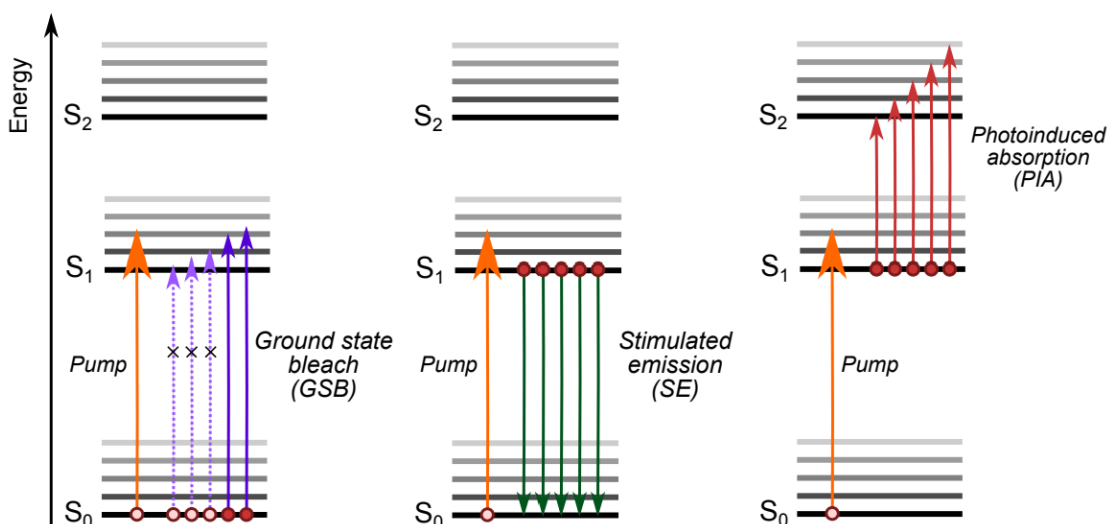 Energy
S2
S1
S0
Pump
Ground state
bleach
(GSB)
S2
S1
S0
Pump
Stimulated
emission
(SE)
S2
S1
S0
Pump
Photoinduced
absorption
(PIA)